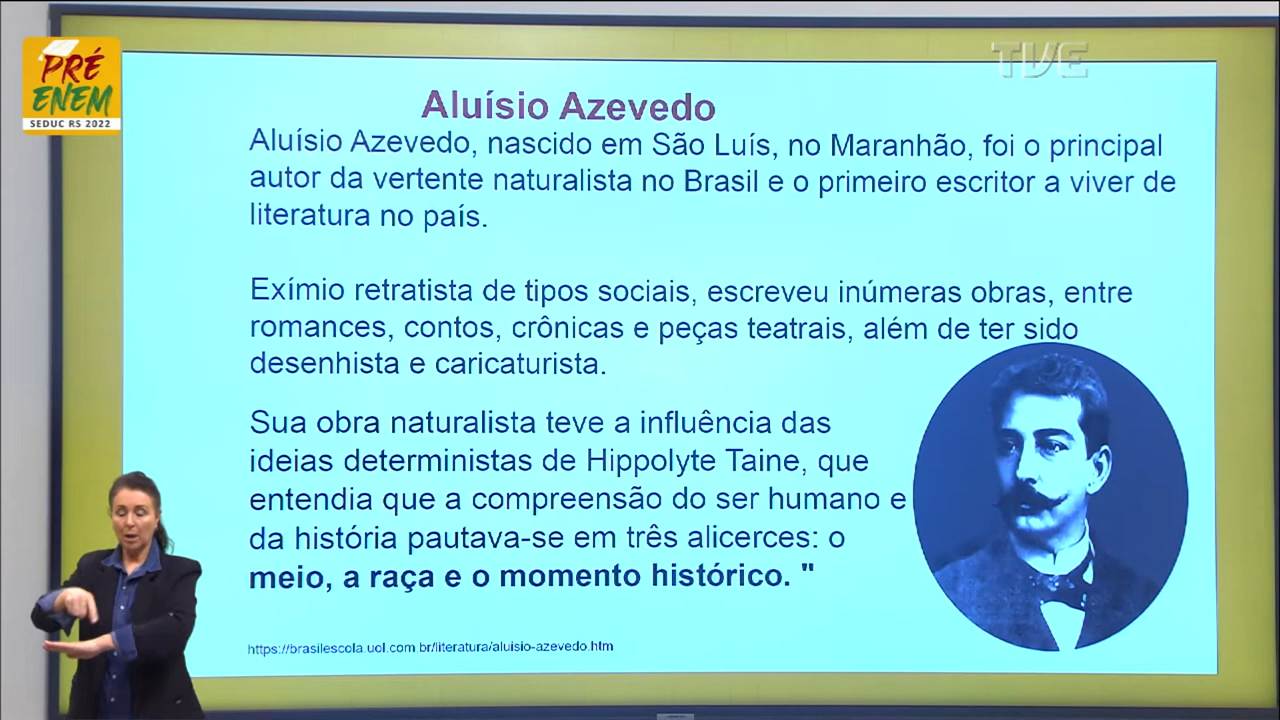 PRÉ
ENEM
SEDUC RS 2022
TVE
Aluísio Azevedo
Aluísio Azevedo, nascido em São Luís, no Maranhão, foi o principal
autor da vertente naturalista no Brasil e o primeiro escritor a viver de
literatura no país.
Exímio retratista de tipos sociais, escreveu inúmeras obras, entre
romances, contos, crônicas e peças teatrais, além de ter sido
desenhista e caricaturista.
Sua obra naturalista teve a influência das
ideias deterministas de Hippolyte Taine, que
entendia que a compreensão do ser humano e
da história pautava-se em três alicerces: o
meio, a raça e o momento histórico. "
https://brasilescola.uol.com.br/literatura/aluisio-azevedo.htm